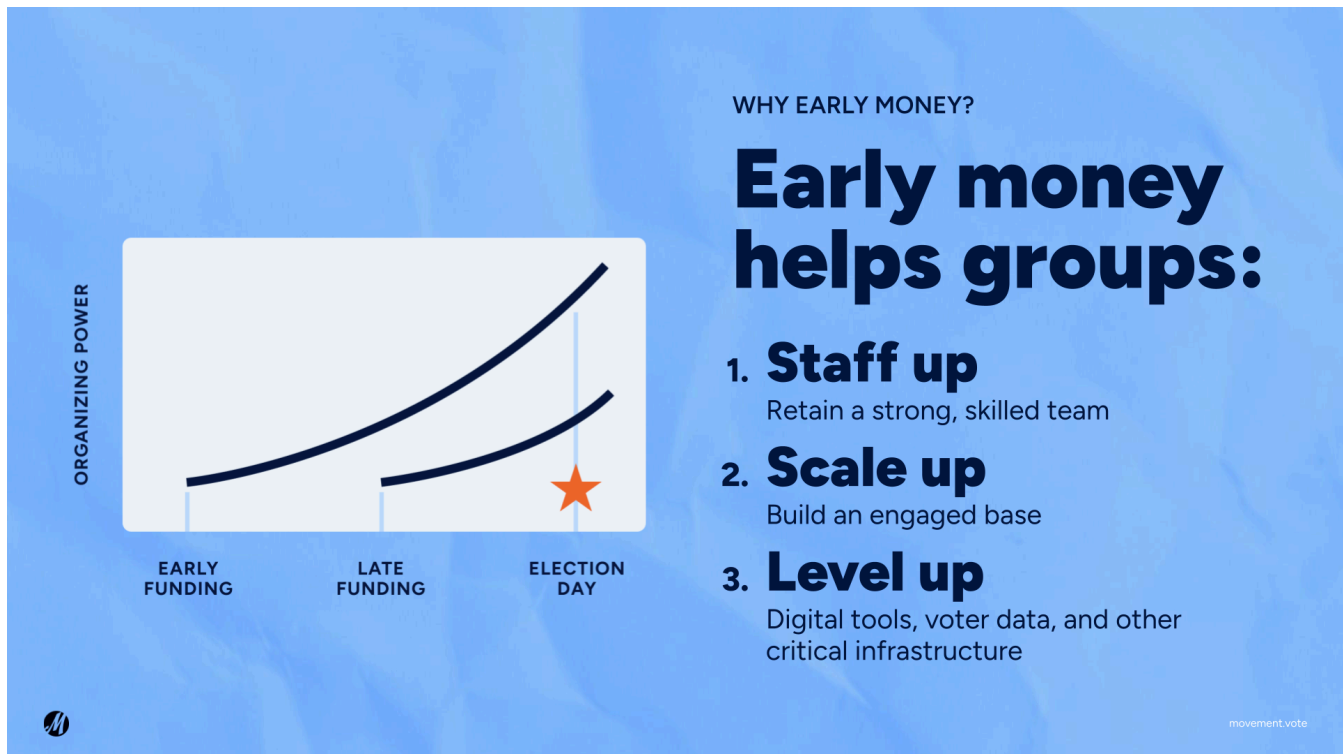 WHY EARLY MONEY?
Early money
helps groups:
1. Staff up
Retain a strong, skilled team
2. Scale up
Build an engaged base
3. Level up
Digital tools, voter data, and other
critical infrastructure
ORGANIZING POWER
EARLY
FUNDING
LATE
FUNDING
ELECTION
DAY
M
movement.vote